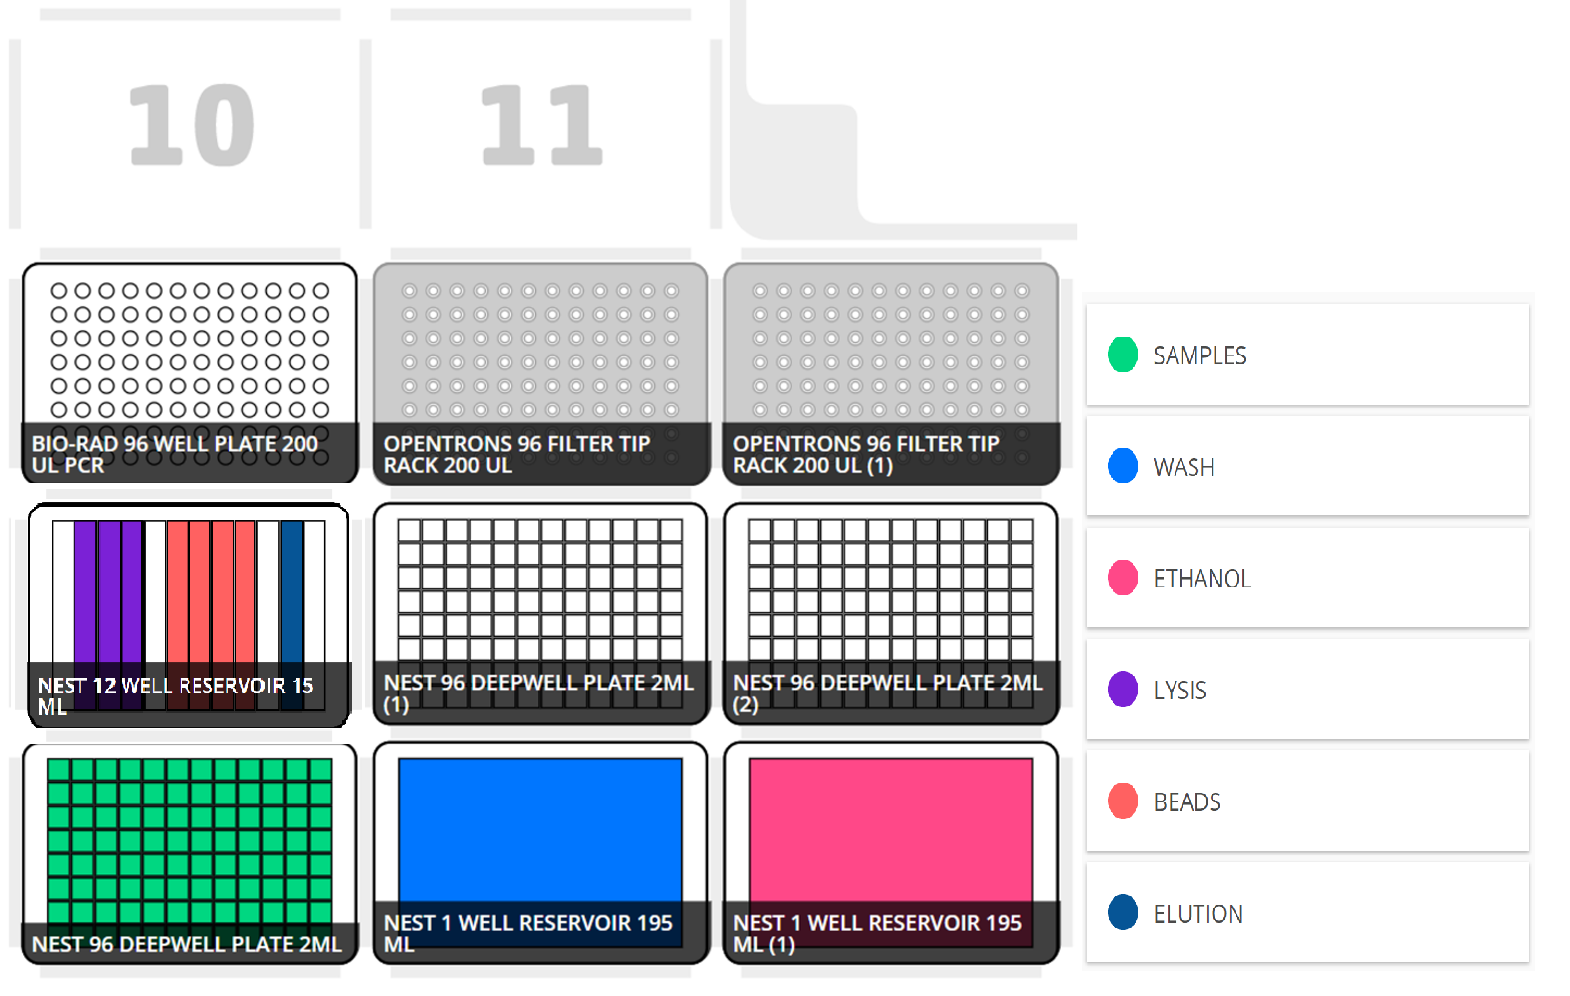 10
11
BIO-RAD 96 WELL PLATE 200
UL PCR
OPENTRONS 96 FILTER TIP
RACK 200 UL
OPENTRONS 96 FILTER TIP
RACK 200 UL (1)
NEST 12 WELL RESERVOIR 15
ML
NEST 96 DEEPWELL PLATE 2ML
(1)
NEST 96 DEEPWELL PLATE 2ML
(2)
NEST 96 DEEPWELL PLATE 2ML
NEST 1 WELL RESERVOIR 195
ML
NEST 1 WELL RESERVOIR 195
ML (1)
SAMPLES
WASH
ETHANOL
LYSIS
BEADS
ELUTION